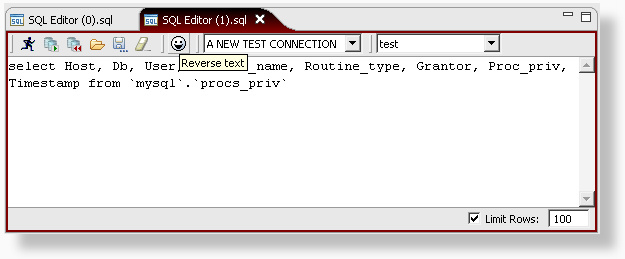 SQL Editor (0).sql
SQL Editor (1).sql
A NEW TEST CONNECTION
test
select Host, Db, User, _name, Routine_type, Grantor, Proc_priv,
Reverse text
Timestamp from `mysql`.`procs_priv`
Limit Rows:
100